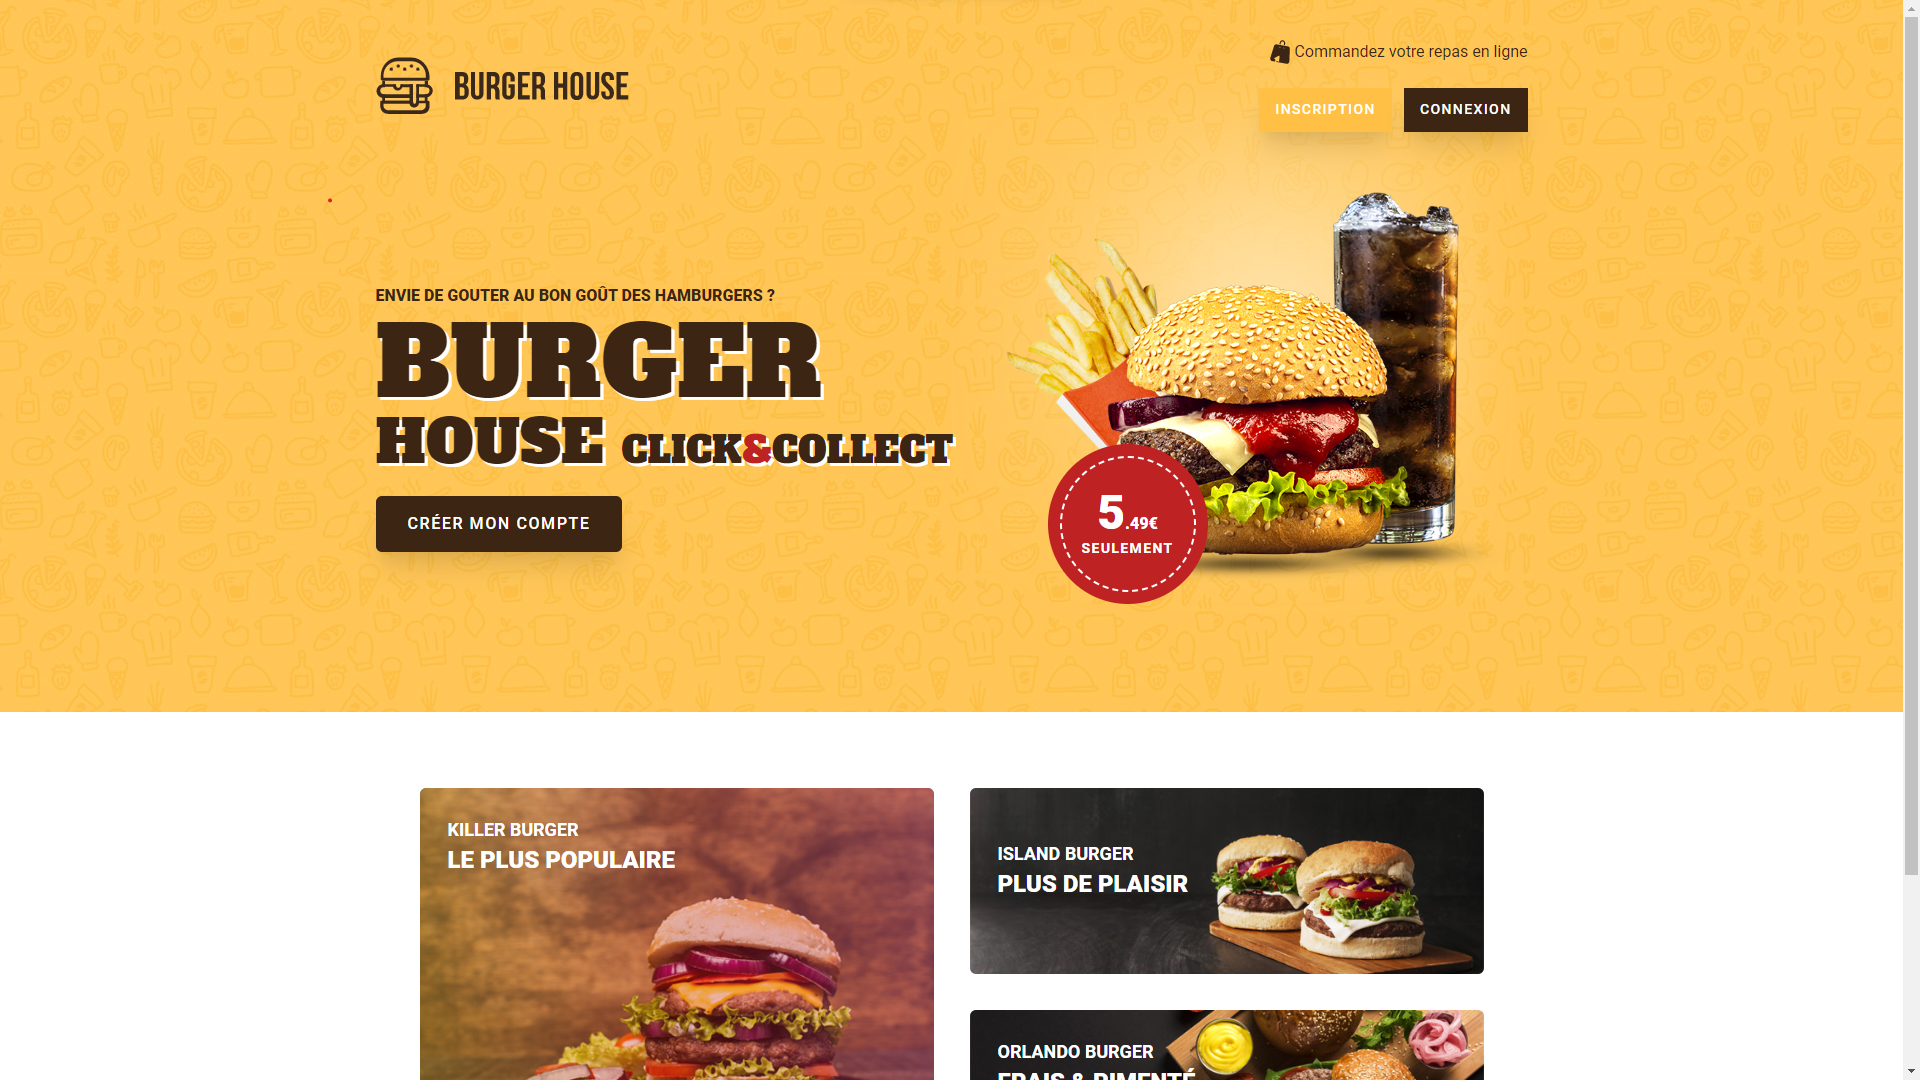 BURGER HOUSE
Commandez votre repas en ligne
INSCRIPTION
CONNEXION
ENVIE DE GOUTER AU BON GOÛT DES HAMBURGERS ?
BURGER
HOUSE CLICK&COLLECT
CRÉER MON COMPTE
5.49€
SEULEMENT
KILLER BURGER
LE PLUS POPULAIRE
ISLAND BURGER
PLUS DE PLAISIR
ORLANDO BURGER
FRAIS & PIMENTÉ